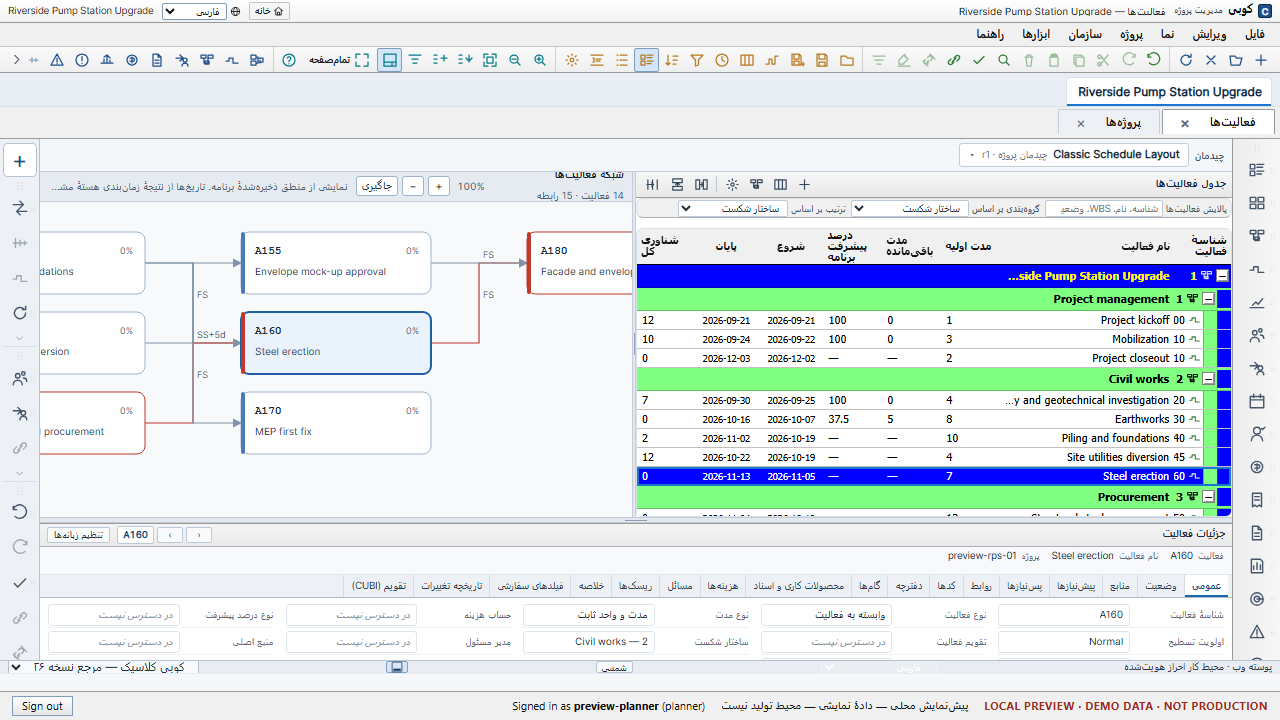 کوبی مدیریت پروژه فعالیت‌ها — Riverside Pump Station Upgrade
خانه
فارسی
Riverside Pump Station Upgrade
فایل ویرایش نما پروژه سازمان ابزارها راهنما
تمام‌صفحه
Riverside Pump Station Upgrade
فعالیت‌ها
پروژه‌ها
چیدمان Classic Schedule Layout چیدمان پروژه · r1
جدول فعالیت‌ها
پالایش فعالیت‌ها شناسه، نام، WBS، وضعی گروه‌بندی بر اساس ساختار شکست ترتیب بر اساس ساختار شکست
شناسهٔ فعالیت نام فعالیت مدت اولیه مدت باقی‌مانده درصد پیشرفت برنامه شروع پایان شناوری کل
1 ...side Pump Station Upgrade
1 Project management
00 Project kickoff 1 0 100 2026-09-21 2026-09-21 12
10 Mobilization 3 0 100 2026-09-22 2026-09-24 10
10 Project closeout 2 — — 2026-12-02 2026-12-03 0
2 Civil works
20 ...y and geotechnical investigation 4 0 100 2026-09-25 2026-09-30 7
30 Earthworks 8 5 37.5 2026-10-07 2026-10-16 0
40 Piling and foundations 10 — — 2026-10-19 2026-11-02 2
45 Site utilities diversion 4 — — 2026-10-19 2026-10-22 12
60 Steel erection 7 — — 2026-11-05 2026-11-13 0
3 Procurement
شبکه فعالیت‌ها
14 فعالیت · 15 رابطه
100% + − جاگیری
نمایشی از منطق ذخیره‌شدهٔ برنامه. تاریخ‌ها از نتیجهٔ زمان‌بندی هستهٔ مش...
0%
dations
FS
A155 0%
Envelope mock-up approval
FS
A180
Facade and envelop
FS
0%
ersion
SS+5d
A160 0%
Steel erection
FS
0%
procurement
A170 0%
MEP first fix
جزئیات فعالیت
A160
تنظیم زبانه‌ها
فعالیت A160 نام فعالیت Steel erection پروژه preview-rps-01
عمومی وضعیت منابع پیش‌نیازها پس‌نیازها روابط کدها دفترچه گام‌ها محصولات کاری و اسناد هزینه‌ها مسائل ریسک‌ها خلاصه فیلدهای سفارشی تاریخچه تغییرات تقویم (CUBI)
شناسهٔ فعالیت A160 نوع فعالیت وابسته به فعالیت نوع مدت مدت و واحد ثابت حساب هزینه در دسترس نیست نوع درصد پیشرفت در دسترس نیست
اولویت تسطیح Normal تقویم فعالیت در دسترس نیست ساختار شکست Civil works — 2 مدیر مسئول در دسترس نیست منبع اصلی در دسترس نیست
پوسته وب · محیط کار احراز هویت‌شده
فارسی
شمسی
کوبی کلاسیک — مرجع نسخه ۲۶
LOCAL PREVIEW · DEMO DATA · NOT PRODUCTION
پیش‌نمایش محلی — دادهٔ نمایشی — محیط تولید نیست
Signed in as preview-planner (planner)
Sign out